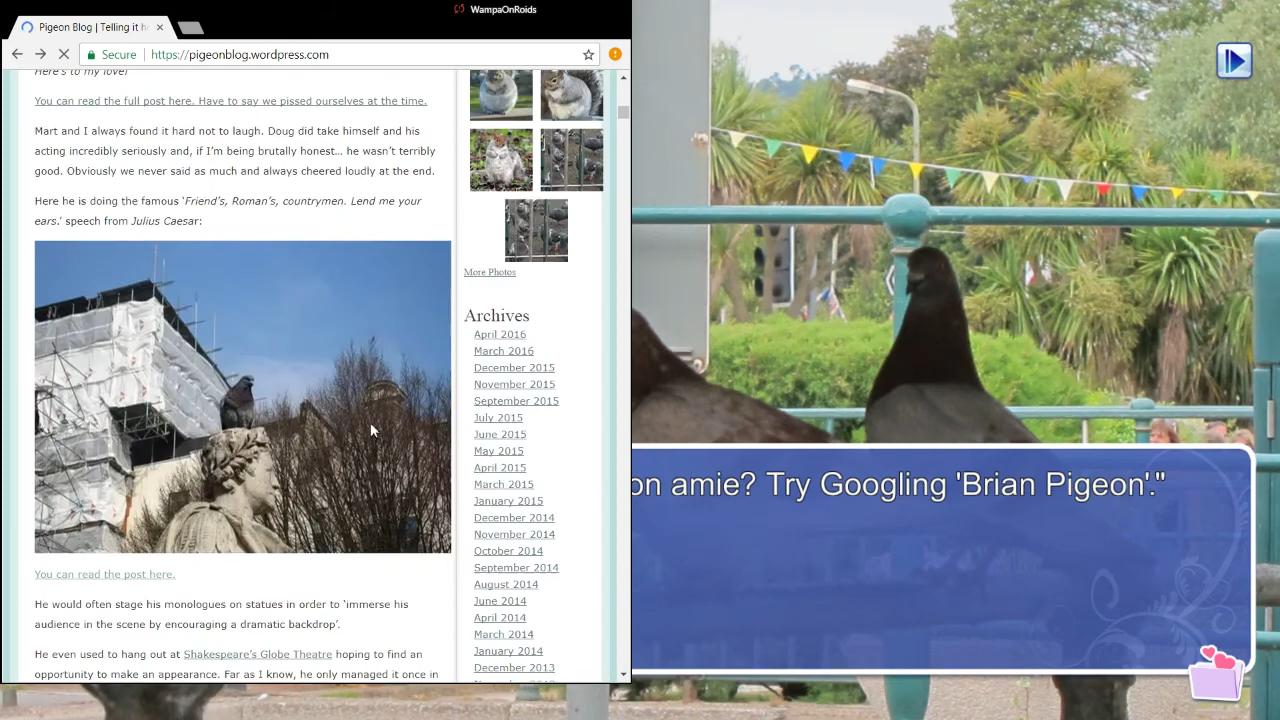 WampaOnRoids
Pigeon Blog | Telling it h
Secure
https://pigeonblog.wordpress.com
Here's to my love!
You can read the full post here. Have to say we pissed ourselves at the time.
Mart and I always found it hard not to laugh. Doug did take himself and his
acting incredibly seriously and, if I'm being brutally honest... he wasn't terribly
good. Obviously we never said as much and always cheered loudly at the end.
Here he is doing the famous 'Friend's, Roman's, countrymen. Lend me your
ears.' speech from Julius Caesar:
You can read the post here.
He would often stage his monologues on statues in order to 'immerse his
audience in the scene by encouraging a dramatic backdrop'.
He even used to hang out at Shakespeare's Globe Theatre hoping to find an
opportunity to make an appearance. Far as I know, he only managed it once in
More Photos
Archives
April 2016
March 2016
December 2015
November 2015
September 2015
July 2015
June 2015
May 2015
April 2015
March 2015
January 2015
December 2014
November 2014
October 2014
September 2014
August 2014
June 2014
April 2014
March 2014
January 2014
December 2013
on amie? Try Googling 'Brian Pigeon'."